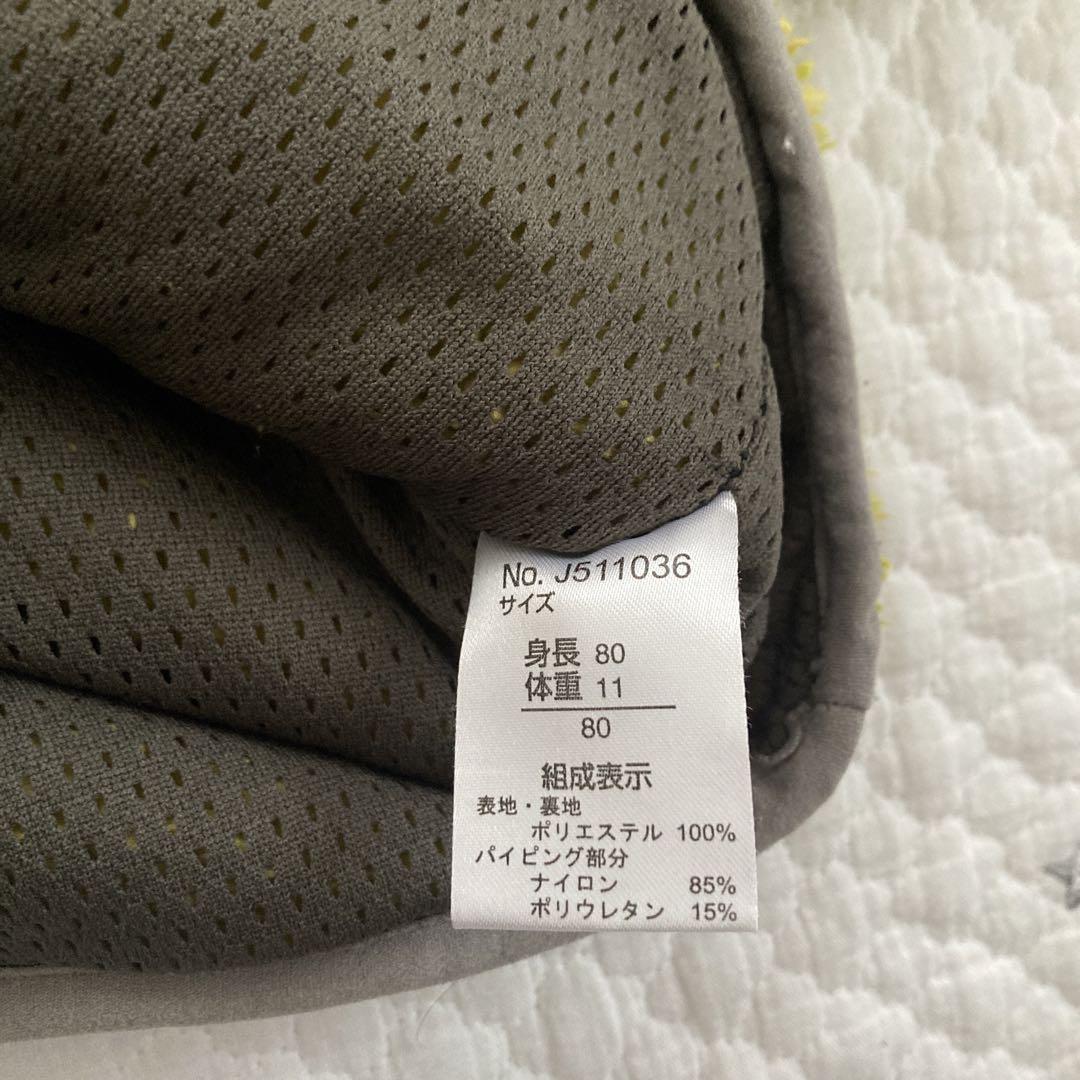 No. J511036
サイズ
身長 80
体重 11
80
組成表示
表地・裏地
ポリエステル 100%
パイピング部分
ナイロン 85%
ポリウレタン 15%